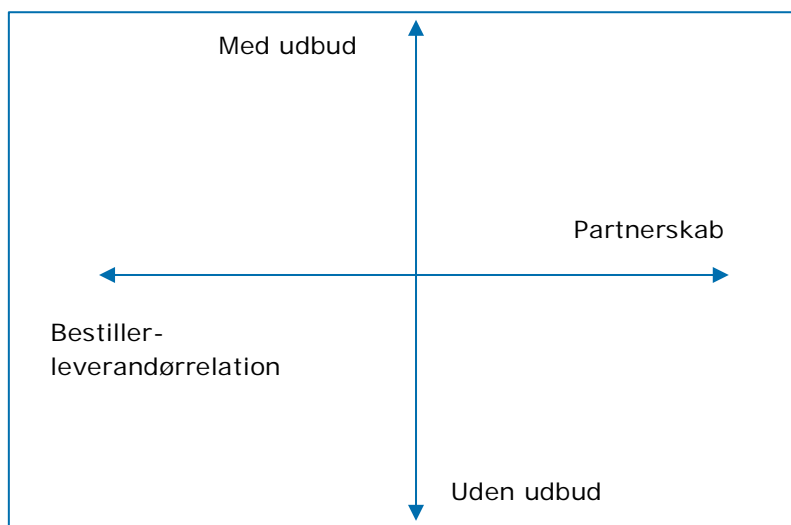 Med udbud
Partnerskab
Bestiller-
leverandørrelation
Uden udbud